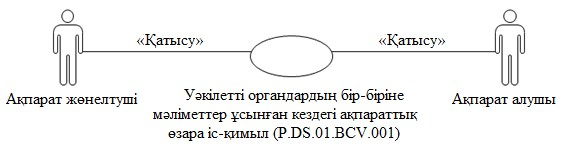 «Қатысу»
«Қатысу»
Ақпарат жөнелтуші
Уәкілетті органдардың бір-біріне
мәліметтер ұсынған кездегі ақпараттық
өзара іс-қимыл (P.DS.01.BCV.001)
Ақпарат алушы